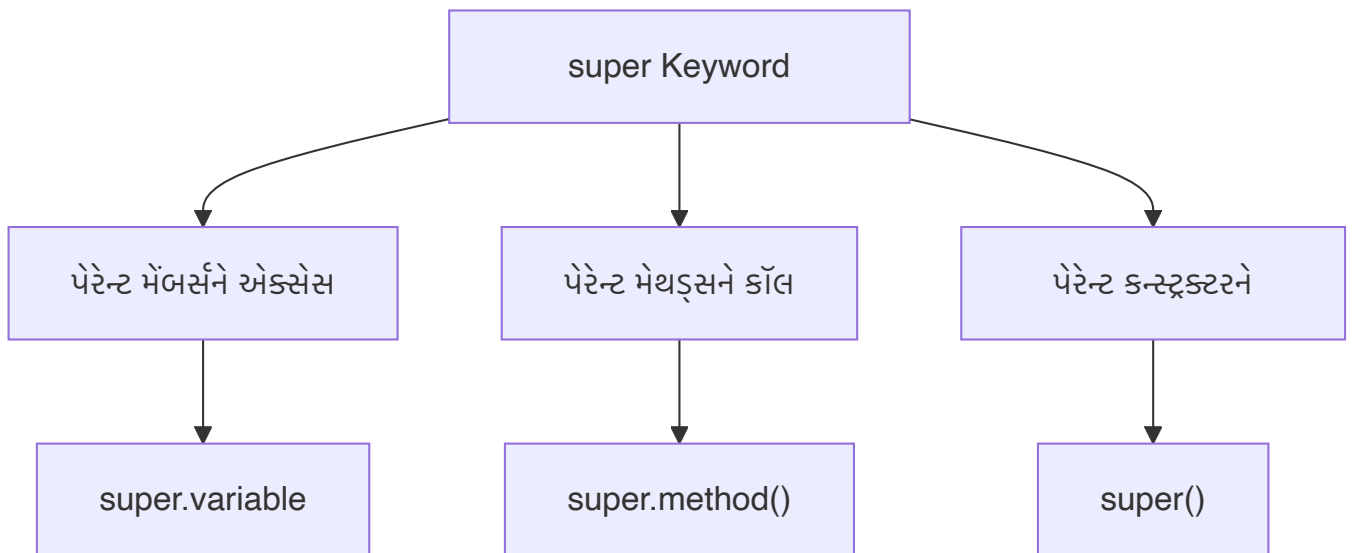 super Keyword
પેરેન્ટ મેંબર્સને એક્સેસ
પેરેન્ટ મેથડ્સને કૉલ
પેરેન્ટ કન્સ્ટ્રક્ટરને
super.variable
super.method()
super()